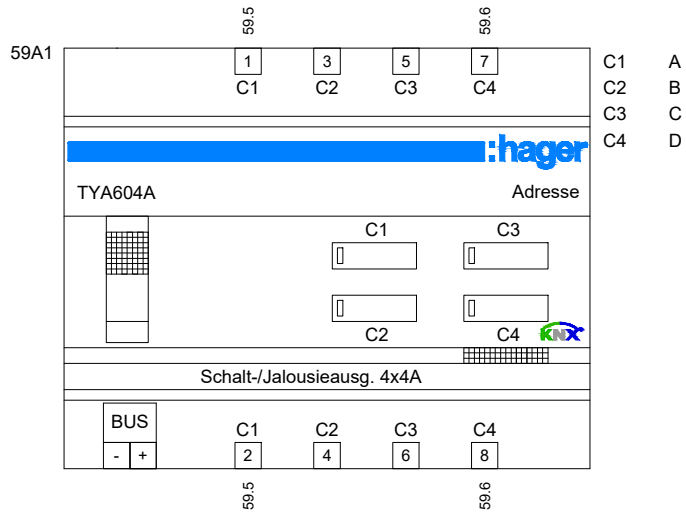 59.5 59.6
59A1 1 3 5 7 C1 A
C1 C2 C3 C4 C2 B
C3 C
:hager C4 D
TYA604A Adresse
C1 C3
C2 C4 KNX
Schalt-/Jalousieausg. 4x4A
BUS C1 C2 C3 C4
- + 2 4 6 8
59.5 59.6